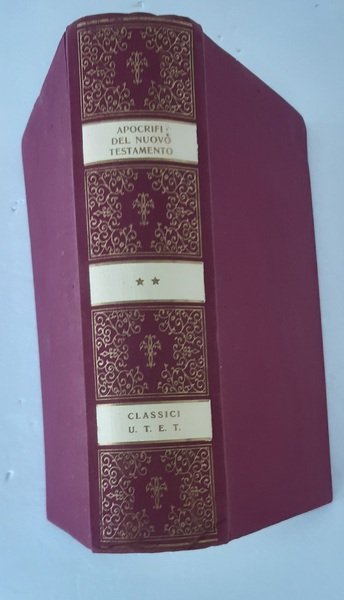 APOCRIFI
DEL NUOVO
TESTAMENTO
★ ★
CLASSICI
U. T. E. T.